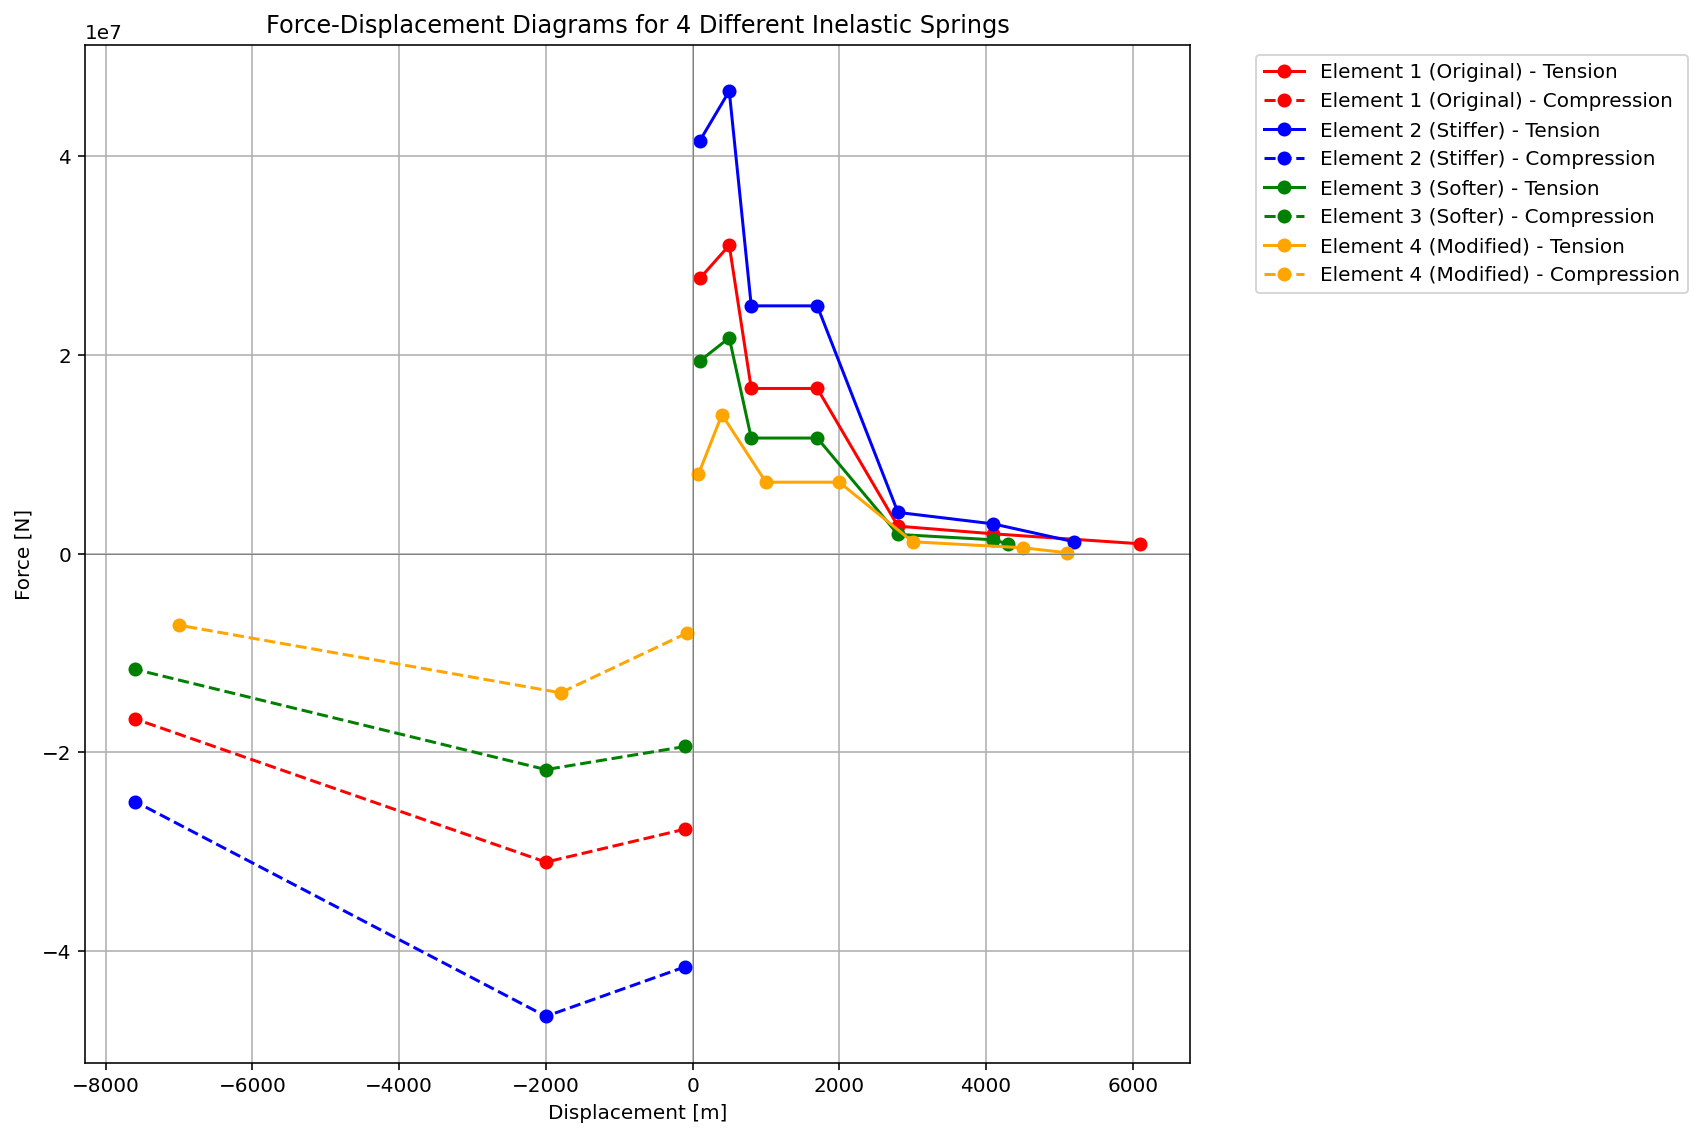 Force-Displacement Diagrams for 4 Different Inelastic Springs
1e7
4
2
0
−2
−4
Force [N]
−8000
−6000
−4000
−2000
0
2000
4000
6000
Displacement [m]
Element 1 (Original) - Tension
Element 1 (Original) - Compression
Element 2 (Stiffer) - Tension
Element 2 (Stiffer) - Compression
Element 3 (Softer) - Tension
Element 3 (Softer) - Compression
Element 4 (Modified) - Tension
Element 4 (Modified) - Compression